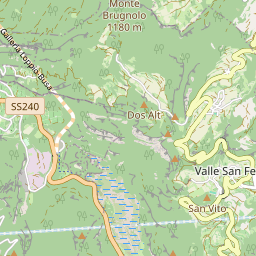 Monte
Brugnolo
1180 m
Galleria Loppio Busa
SS240
Dos Alt
Valle San Fe
San Vito